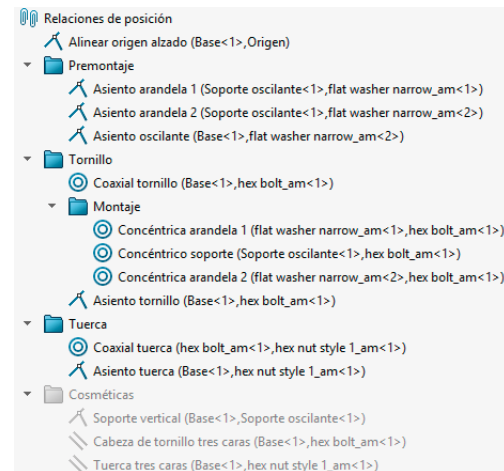 Relaciones de posición
Alinear origen alzado (Base<1>,Origen)
Premontaje
Asiento arandela 1 (Soporte oscilante<1>,flat washer narrow_am<1>)
Asiento arandela 2 (Soporte oscilante<1>,flat washer narrow_am<2>)
Asiento oscilante (Base<1>,flat washer narrow_am<2>)
Tornillo
Coaxial tornillo (Base<1>,hex bolt_am<1>)
Montaje
Concéntrica arandela 1 (flat washer narrow_am<1>,hex bolt_am<1>)
Concéntrico soporte (Soporte oscilante<1>,hex bolt_am<1>)
Concéntrica arandela 2 (flat washer narrow_am<2>,hex bolt_am<1>)
Asiento tornillo (Base<1>,hex bolt_am<1>)
Tuerca
Coaxial tuerca (hex bolt_am<1>,hex nut style 1_am<1>)
Asiento tuerca (Base<1>,hex nut style 1_am<1>)
Cosméticas
Soporte vertical (Base<1>,Soporte oscilante<1>)
Cabeza de tornillo tres caras (Base<1>,hex bolt_am<1>)
Tuerca tres caras (Base<1>,hex nut style 1_am<1>)